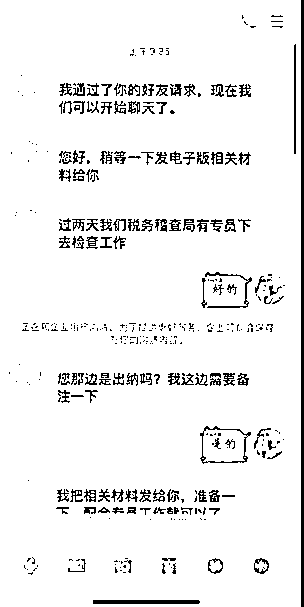 我通过了你的好友请求，现在我
们可以开始聊天了。
您好，稍等一下发电子版相关材
料给你
过两天我们税务稽查局有专员下
去检查工作
好的
您那边是出纳吗？我这边需要备
注一下
是的
我把相关材料发给你，准备一
下，配合专员工作就可以了